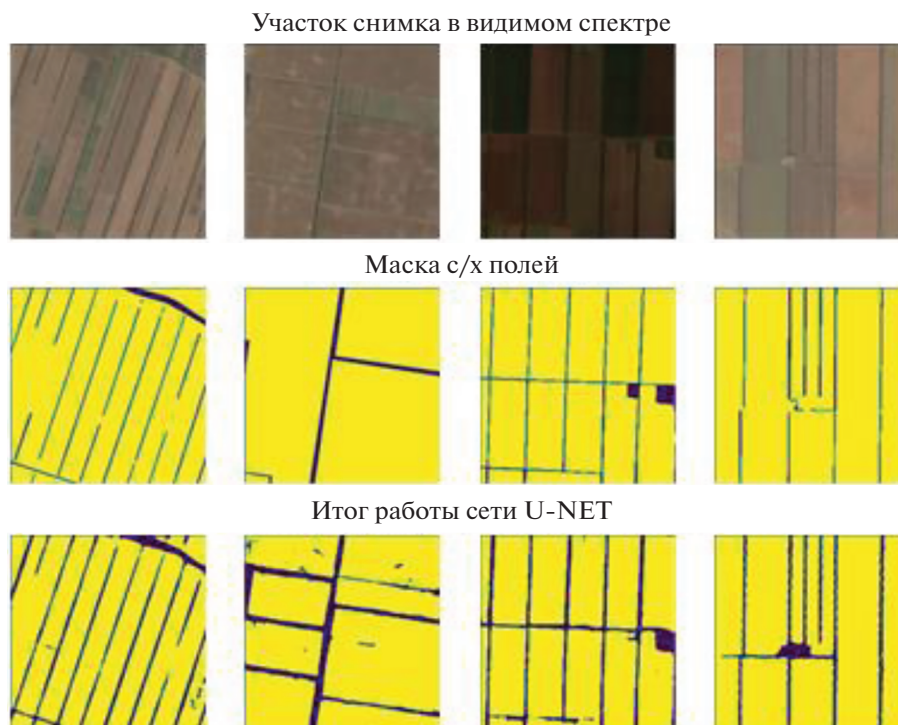 Участок снимка в видимом спектре
Маска с/х полей
Итог работы сети U-NET